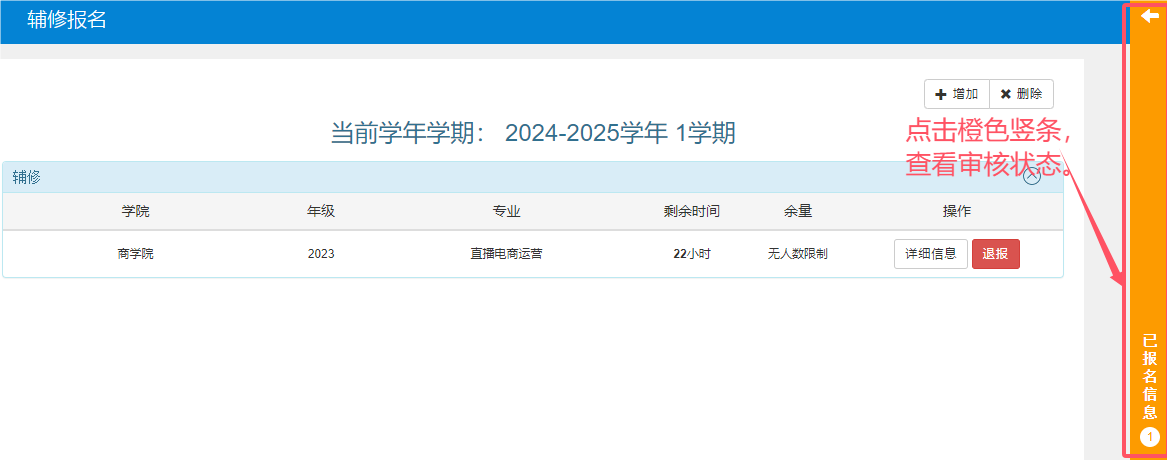 辅修报名
增加 删除
当前学年学期： 2024-2025学年 1学期
点击橙色竖条，
查看审核状态。
辅修
学院 年级 专业 剩余时间 余量 操作
商学院 2023 直播电商运营 22小时 无人数限制 详细信息 退报
已报名信息
1